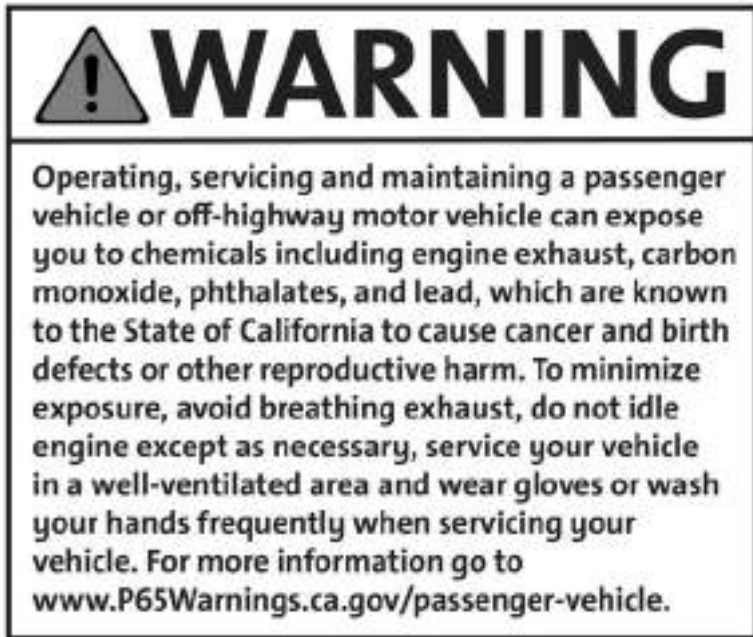 WARNING
Operating, servicing and maintaining a passenger
vehicle or off-highway motor vehicle can expose
you to chemicals including engine exhaust, carbon
monoxide, phthalates, and lead, which are known
to the State of California to cause cancer and birth
defects or other reproductive harm. To minimize
exposure, avoid breathing exhaust, do not idle
engine except as necessary, service your vehicle
in a well-ventilated area and wear gloves or wash
your hands frequently when servicing your
vehicle. For more information go to
www.P65Warnings.ca.gov/passenger-vehicle.